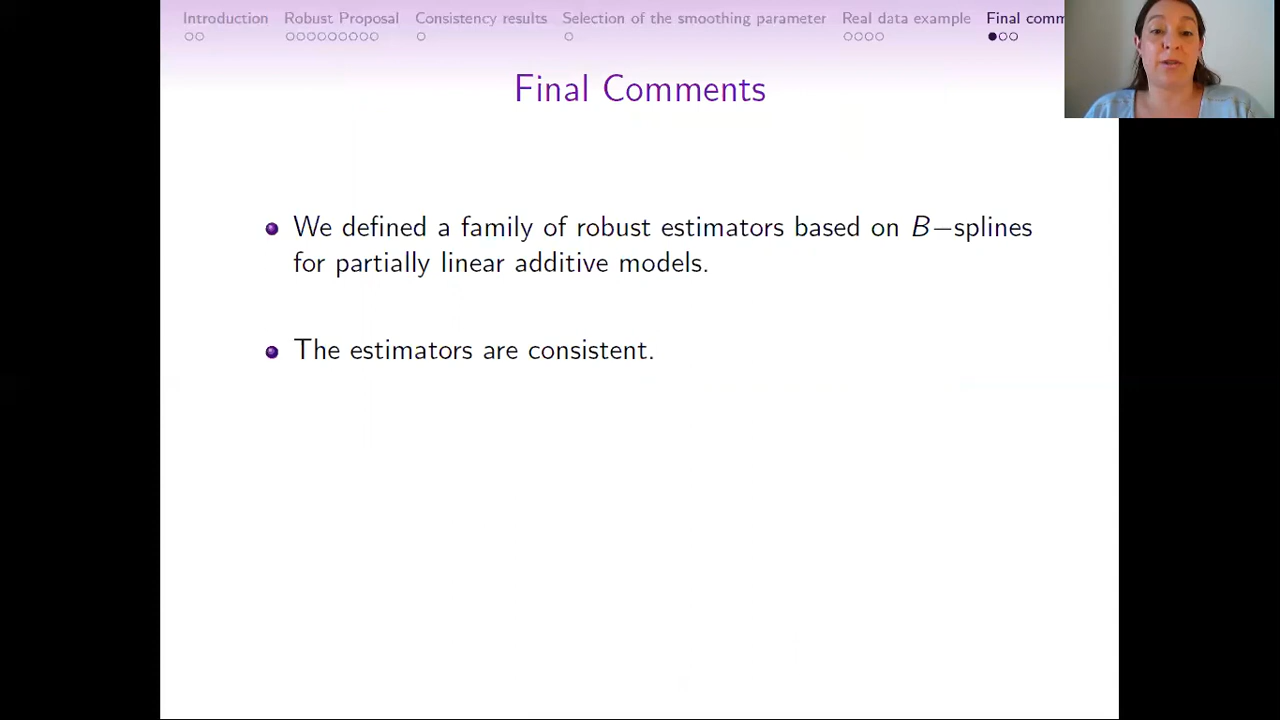 Introduction Robust Proposal Consistency results Selection of the smoothing parameter Real data example Final comm
Final Comments
We defined a family of robust estimators based on B−splines
for partially linear additive models.
The estimators are consistent.